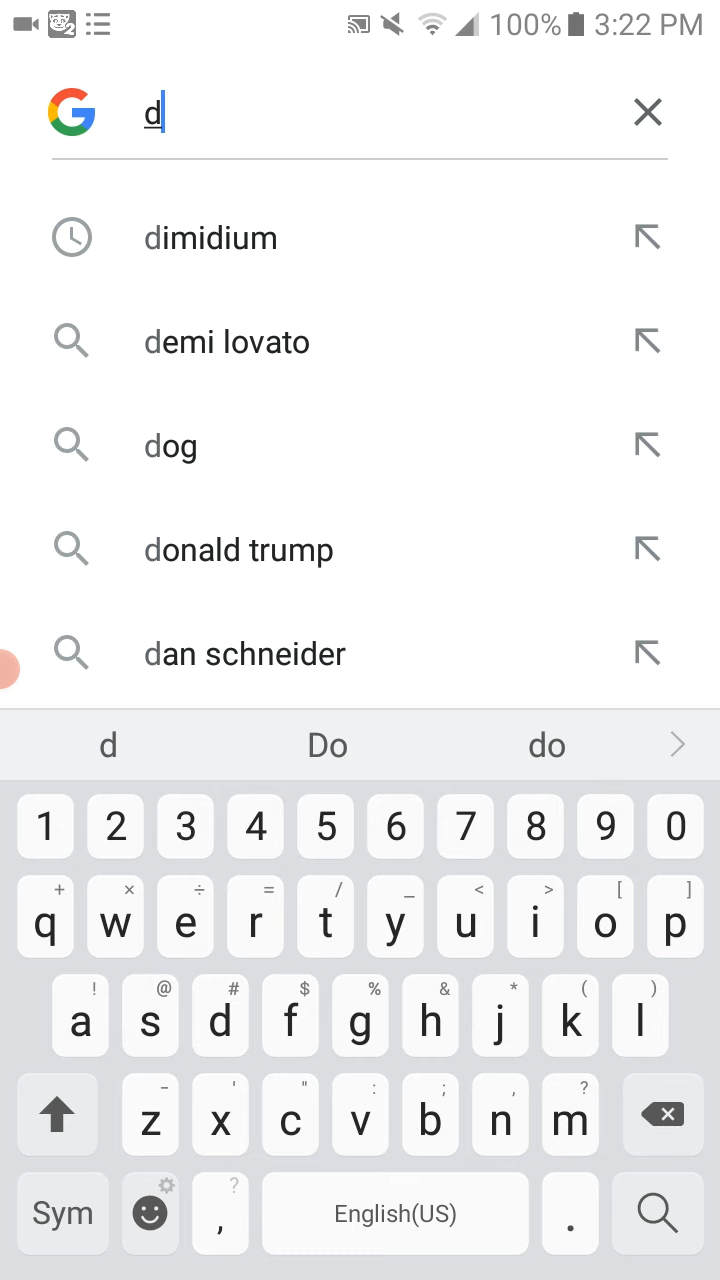 100% 3:22 PM
d
dimidium
demi lovato
dog
donald trump
dan schneider
d Do do
1 2 3 4 5 6 7 8 9 0
+ × ÷ = / _ < > [ ]
q w e r t y u i o p
! @ # $ % & * ( )
a s d f g h j k l
- ' " : ; , ?
z x c v b n m
Sym , ? English(US) .